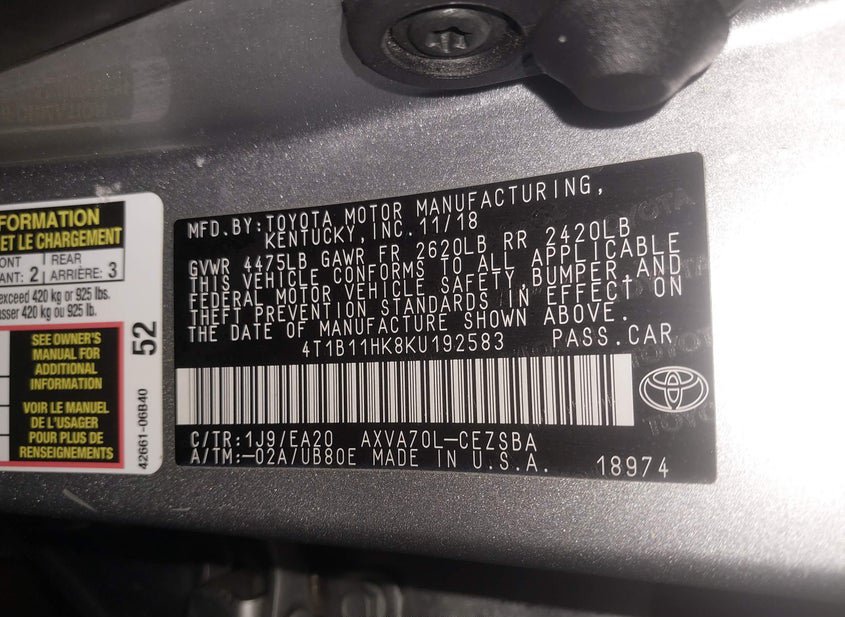 FORMATION
ET LE CHARGEMENT
REAR
2 ARRIÈRE: 3
exceed 420 kg or 925 lbs.
420 kg ou 925 lb.
SEE OWNER'S
MANUAL FOR
ADDITIONAL
INFORMATION
VOIR LE MANUEL
DE L'USAGER
POUR PLUS DE
RENSEIGNEMENTS
52
42661-06B40
MFD.BY:TOYOTA MOTOR MANUFACTURING,
KENTUCKY,INC.11/18
GVWR 4475LB GAWR FR 2620LB RR 2420LB
THIS VEHICLE CONFORMS TO ALL APPLICABLE
FEDERAL MOTOR VEHICLE SAFETY,BUMPER,AND
THEFT PREVENTION STANDARDS IN EFFECT ON
THE DATE OF MANUFACTURE SHOWN ABOVE.
4T1B11HK8KU192583 PASS.CAR
C/TR:1J9/EA20 AXVA70L-CEZSBA
A/TM:-02A/UB80E MADE IN U.S.A. 18974